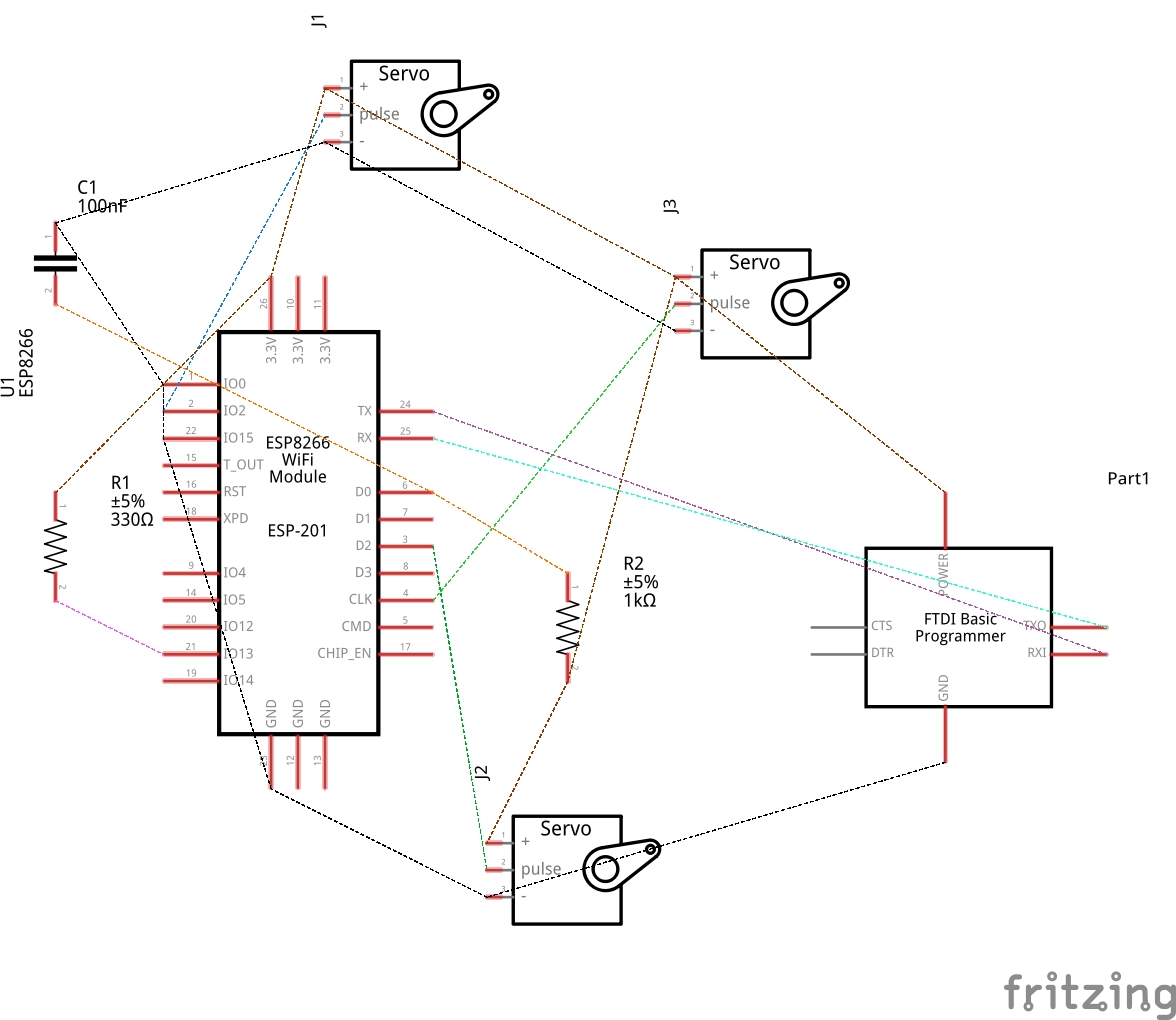 J1
Servo
1
+
2
pulse
3
-
C1
100nF
1
2
J3
Servo
1
+
2
pulse
3
-
U1
ESP8266
26
10
11
3.3V
3.3V
3.3V
1
IO0
2
IO2
22
IO15
15
T_OUT
16
RST
18
XPD
9
IO4
14
IO5
20
IO12
21
IO13
19
IO14
TX
24
RX
25
D0
6
D1
7
D2
3
D3
8
CLK
4
CMD
5
CHIP_EN
17
ESP8266
WiFi
Module
ESP-201
GND
GND
GND
12
13
R1
±5%
330Ω
1
2
R2
±5%
1kΩ
1
2
Part1
POWER
CTS
DTR
FTDI Basic
Programmer
TXO
RXI
GND
J2
Servo
1
+
2
pulse
-
fritzing